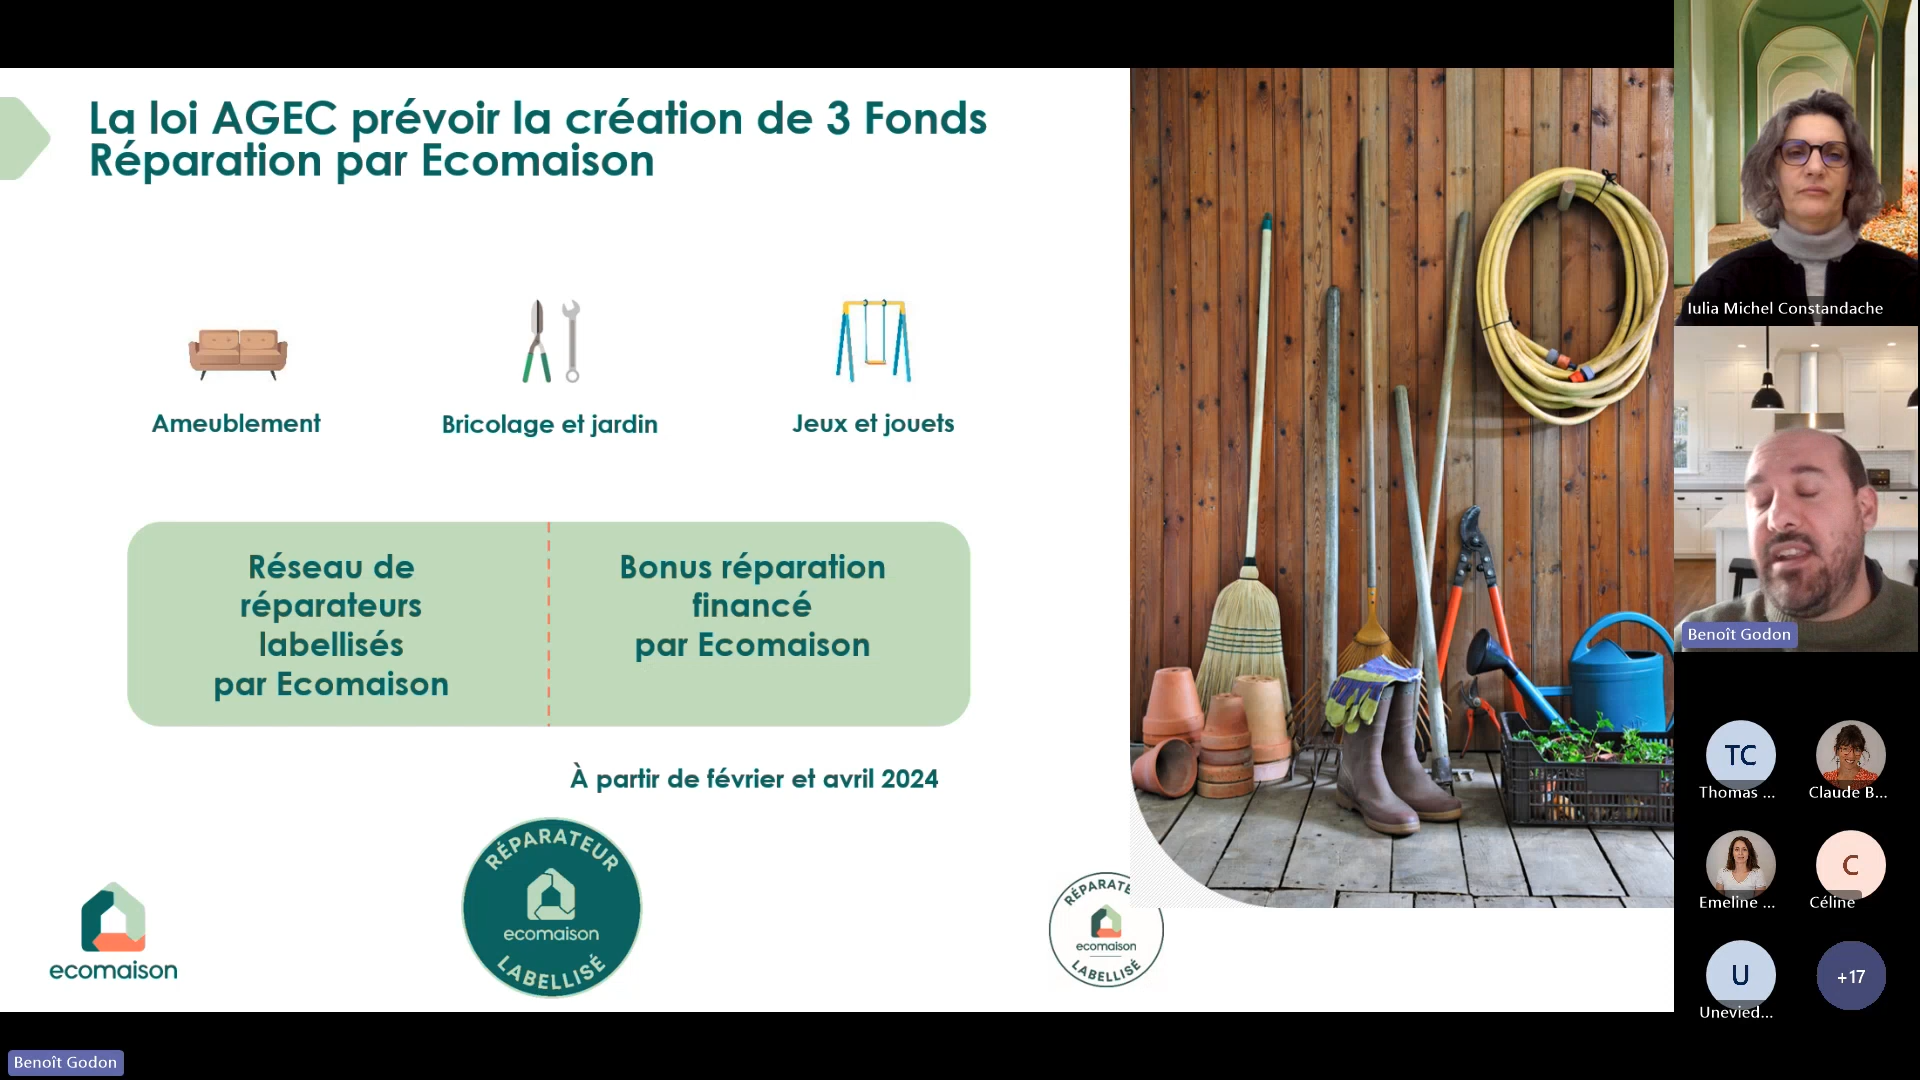 La loi AGEC prévoir la création de 3 Fonds
Réparation par Ecomaison
Ameublement
Bricolage et jardin
Jeux et jouets
Réseau de
réparateurs
labellisés
par Ecomaison
Bonus réparation
financé
par Ecomaison
À partir de février et avril 2024
RÉPARATEUR
ecomaison
LABELLISÉ
ecomaison
RÉPARATE
ecomaison
LABELLISÉ
Iulia Michel Constandache
Benoît Godon
TC
Thomas ...
Claude B...
Emeline ...
C
Céline
U
Unevied...
+17
Benoît Godon